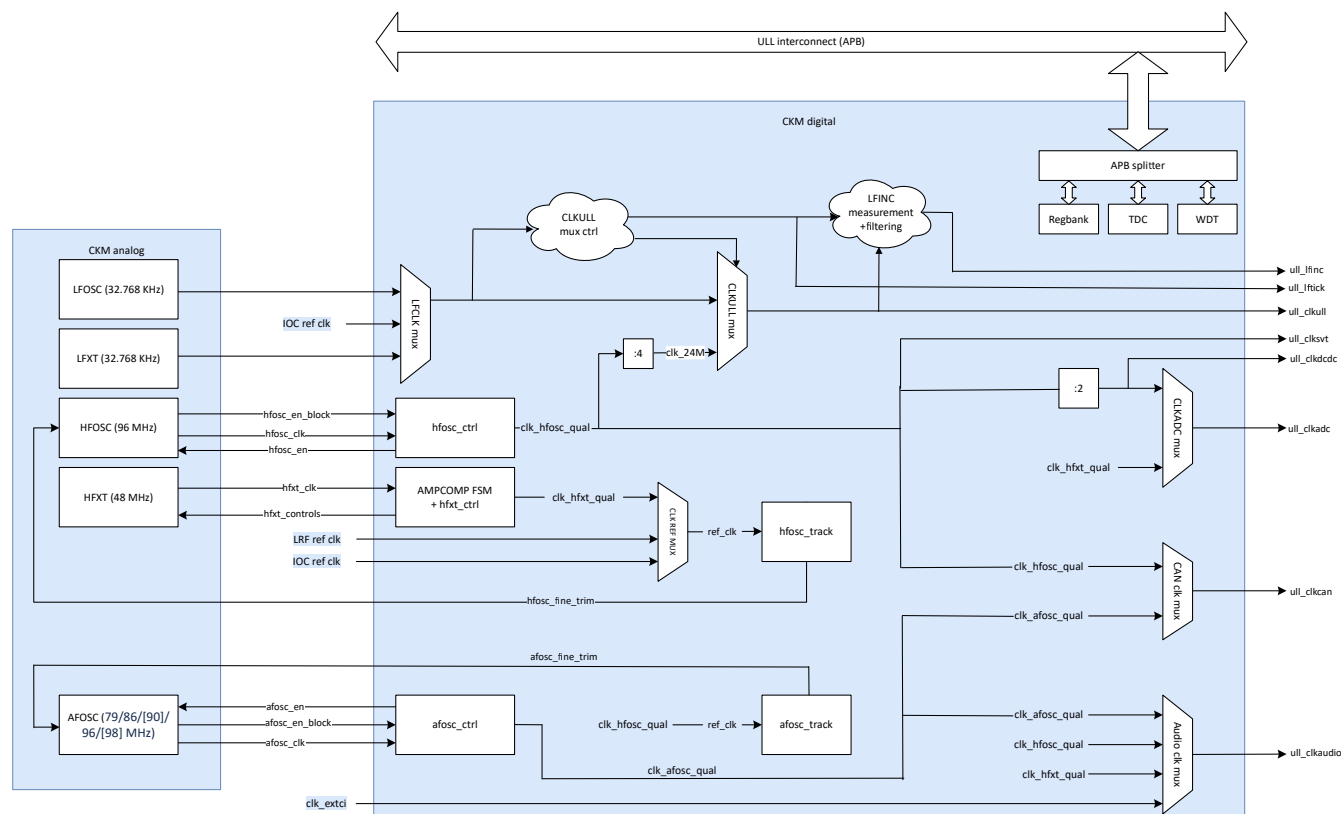 ULL interconnect (APB)
CKM digital
APB splitter
Regbank
TDC
WDT
CLKULL
mux ctrl
LFINC
measurement
+filtering
CKM analog
LFOSC (32.768 KHz)
IOC ref clk
LFXT (32.768 KHz)
LFCLK mux
CLKULL mux
:4
clk_24M
ull_lfinc
ull_lftick
ull_clkull
ull_clksvt
ull_clkdcdc
:2
CLKADC mux
ull_clkadc
HFOSC (96 MHz)
hfosc_en_block
hfosc_clk
hfosc_en
hfosc_ctrl
clk_hfosc_qual
clk_hfxt_qual
HFXT (48 MHz)
hfxt_clk
hfxt_controls
AMPCOMP FSM
+ hfxt_ctrl
clk_hfxt_qual
LRF ref clk
IOC ref clk
CLK REF MUX
ref_clk
hfosc_track
hfosc_fine_trim
clk_hfosc_qual
clk_afosc_qual
CAN clk mux
ull_clkcan
afosc_fine_trim
AFOSC (79/86/[90]/
96/[98] MHz)
afosc_en
afosc_en_block
afosc_clk
afosc_ctrl
clk_hfosc_qual
ref_clk
afosc_track
clk_afosc_qual
clk_afosc_qual
clk_hfosc_qual
clk_hfxt_qual
Audio clk mux
ull_clkaudio
clk_extci